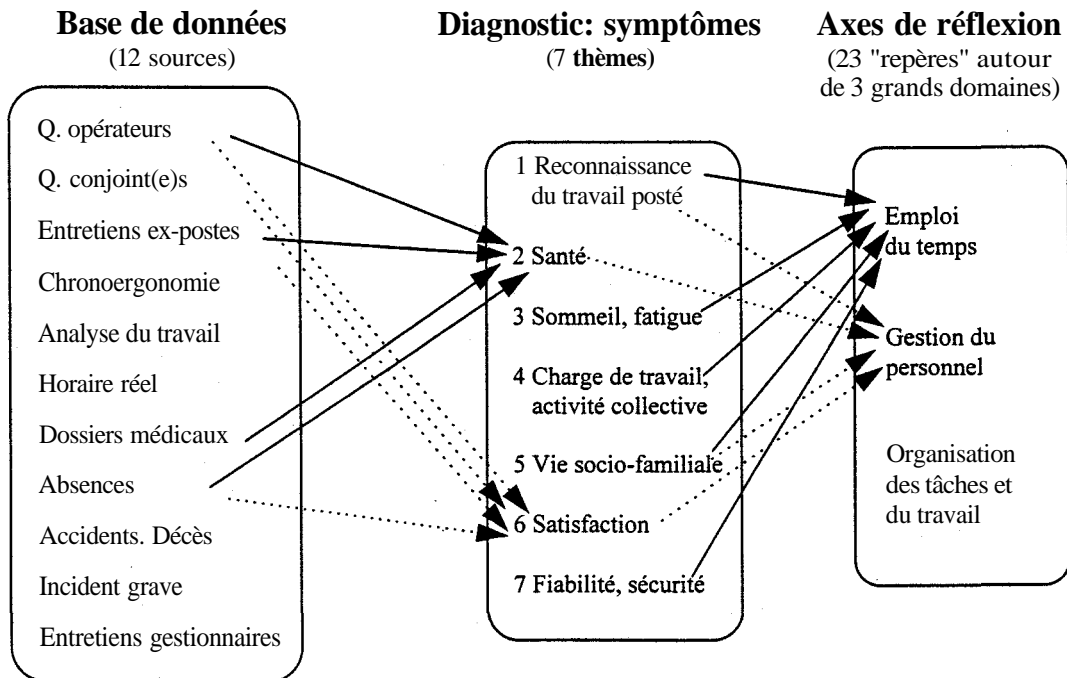 Base de données
(12 sources)
Q. opérateurs
Q. conjoint(e)s
Entretiens ex-postes
Chronoergonomie
Analyse du travail
Horaire réel
Dossiers médicaux
Absences
Accidents. Décès
Incident grave
Entretiens gestionnaires
Diagnostic: symptômes
(7 thèmes)
1 Reconnaissance
du travail posté
2 Santé
3 Sommeil, fatigue
4 Charge de travail,
activité collective
5 Vie socio-familiale
6 Satisfaction
7 Fiabilité, sécurité
Axes de réflexion
(23 "repères" autour
de 3 grands domaines)
Emploi
du temps
Gestion du
personnel
Organisation
des tâches et
du travail